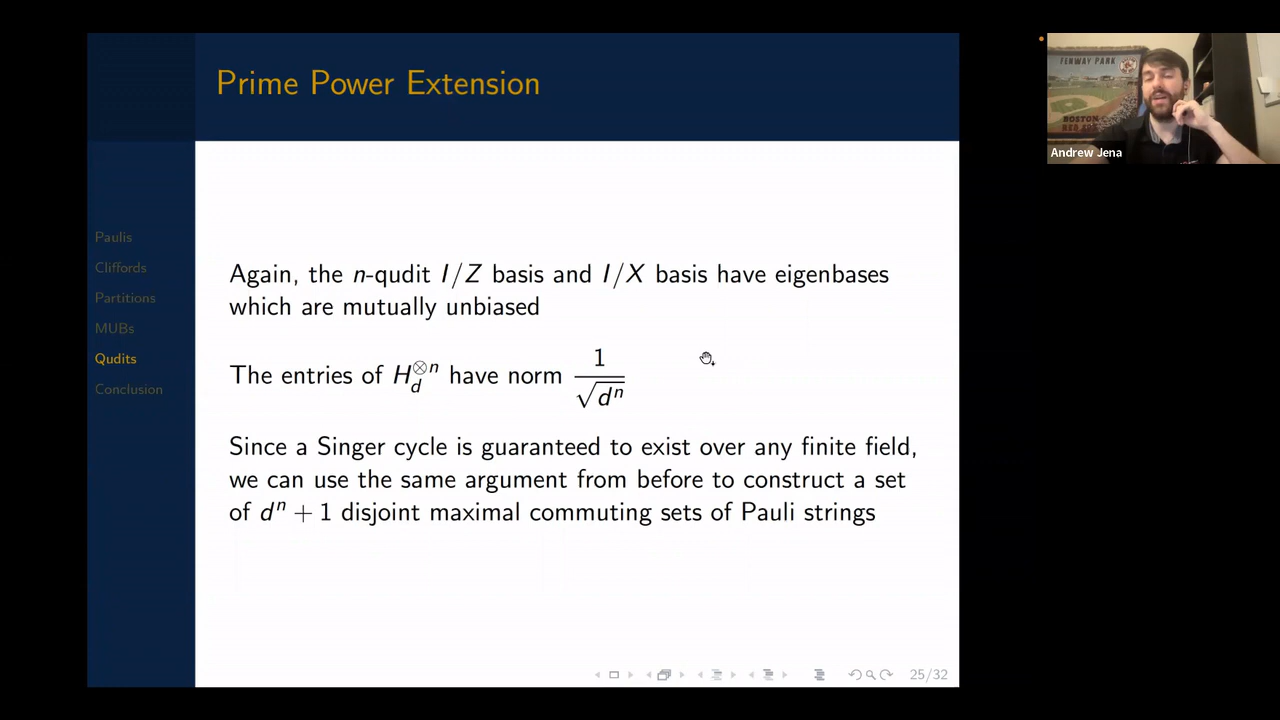 Prime Power Extension
FENWAY PARK
BOSTON
Andrew Jena
Paulis
Cliffords
Partitions
MUBs
Qudits
Conclusion
Again, the n-qudit I/Z basis and I/X basis have eigenbases
which are mutually unbiased
The entries of H_d^{⊗n} have norm 1/√(d^n)
Since a Singer cycle is guaranteed to exist over any finite field,
we can use the same argument from before to construct a set
of d^n + 1 disjoint maximal commuting sets of Pauli strings
25/32